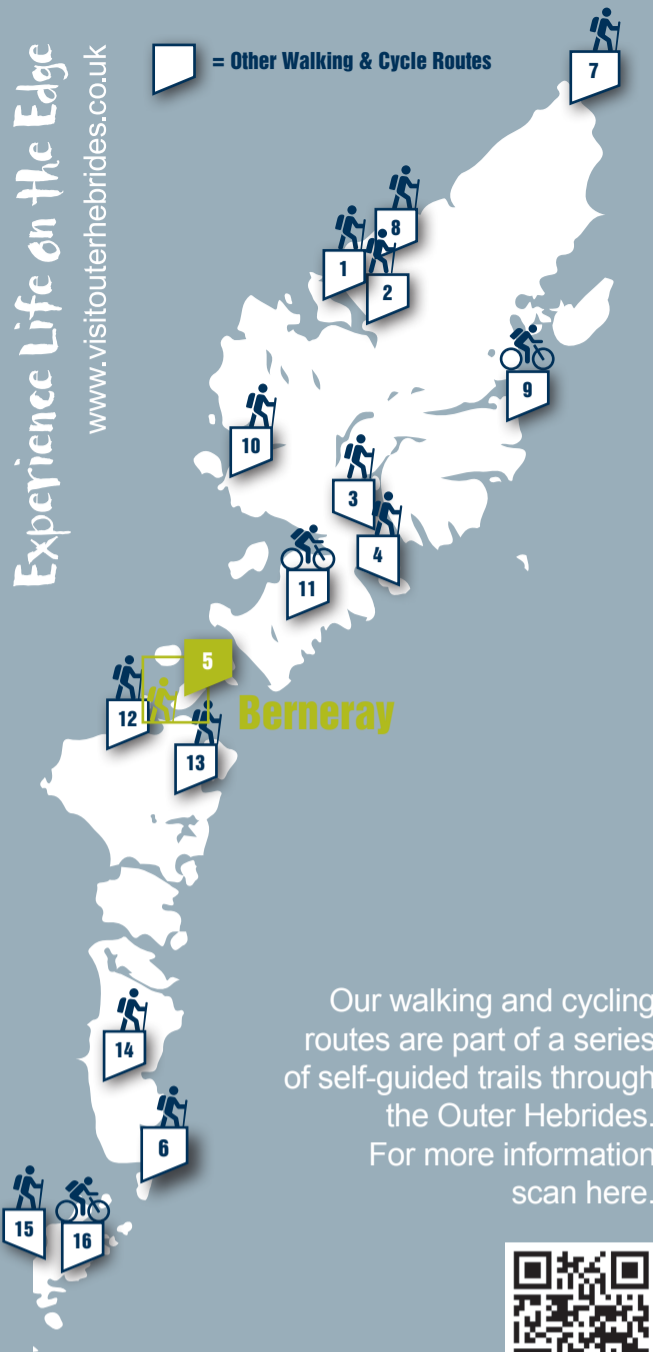 Experience Life on the Edge
www.visitouterhebrides.co.uk
= Other Walking & Cycle Routes
7
8
1
2
9
10
3
4
11
5
12
Berneray
13
14
6
15
16
Our walking and cycling
routes are part of a series
of self-guided trails through
the Outer Hebrides.
For more information
scan here.